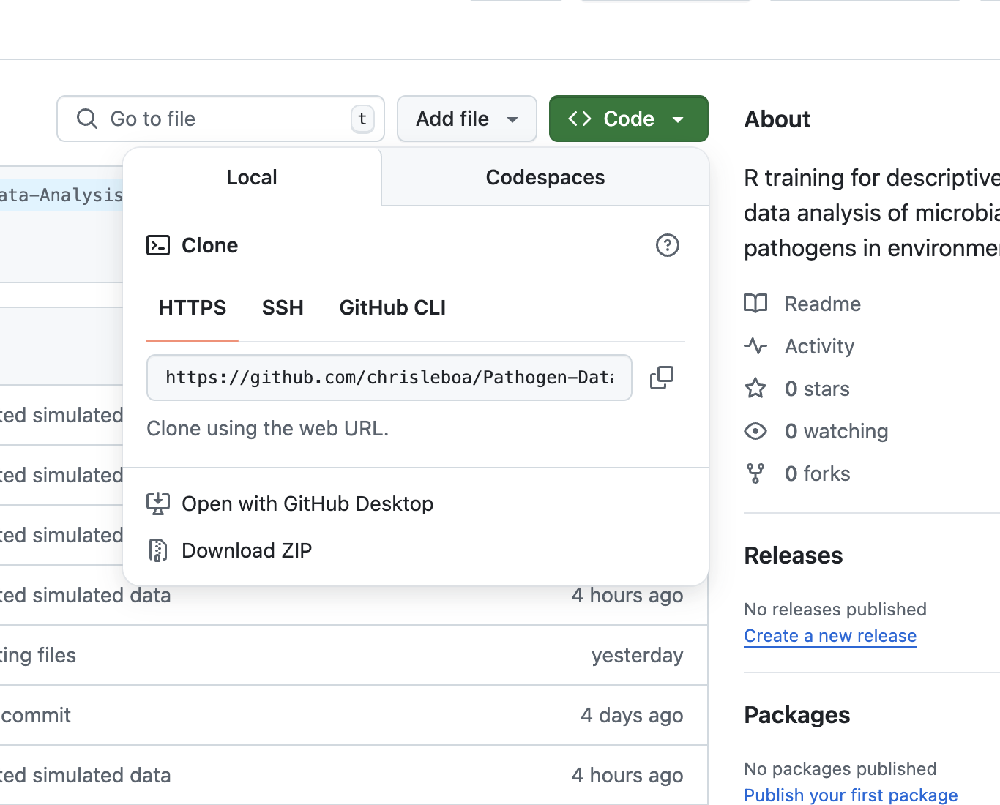 Go to file
t
Add file
Code
About
R training for descriptive
data analysis of
pathogens in
Local
Codespaces
Clone
HTTPS
SSH
GitHub CLI
https://github.com/chrisleboa/Pathogen-Data
Clone using the web URL.
Open with GitHub Desktop
Download ZIP
ata-Analysis
ted simulated
ted simulated
ted simulated
ted simulated data
4 hours ago
ting files
yesterday
commit
4 days ago
ted simulated data
4 hours ago
Readme
Activity
0 stars
0 watching
0 forks
Releases
No releases published
Create a new release
Packages
No packages published
Publish your first package